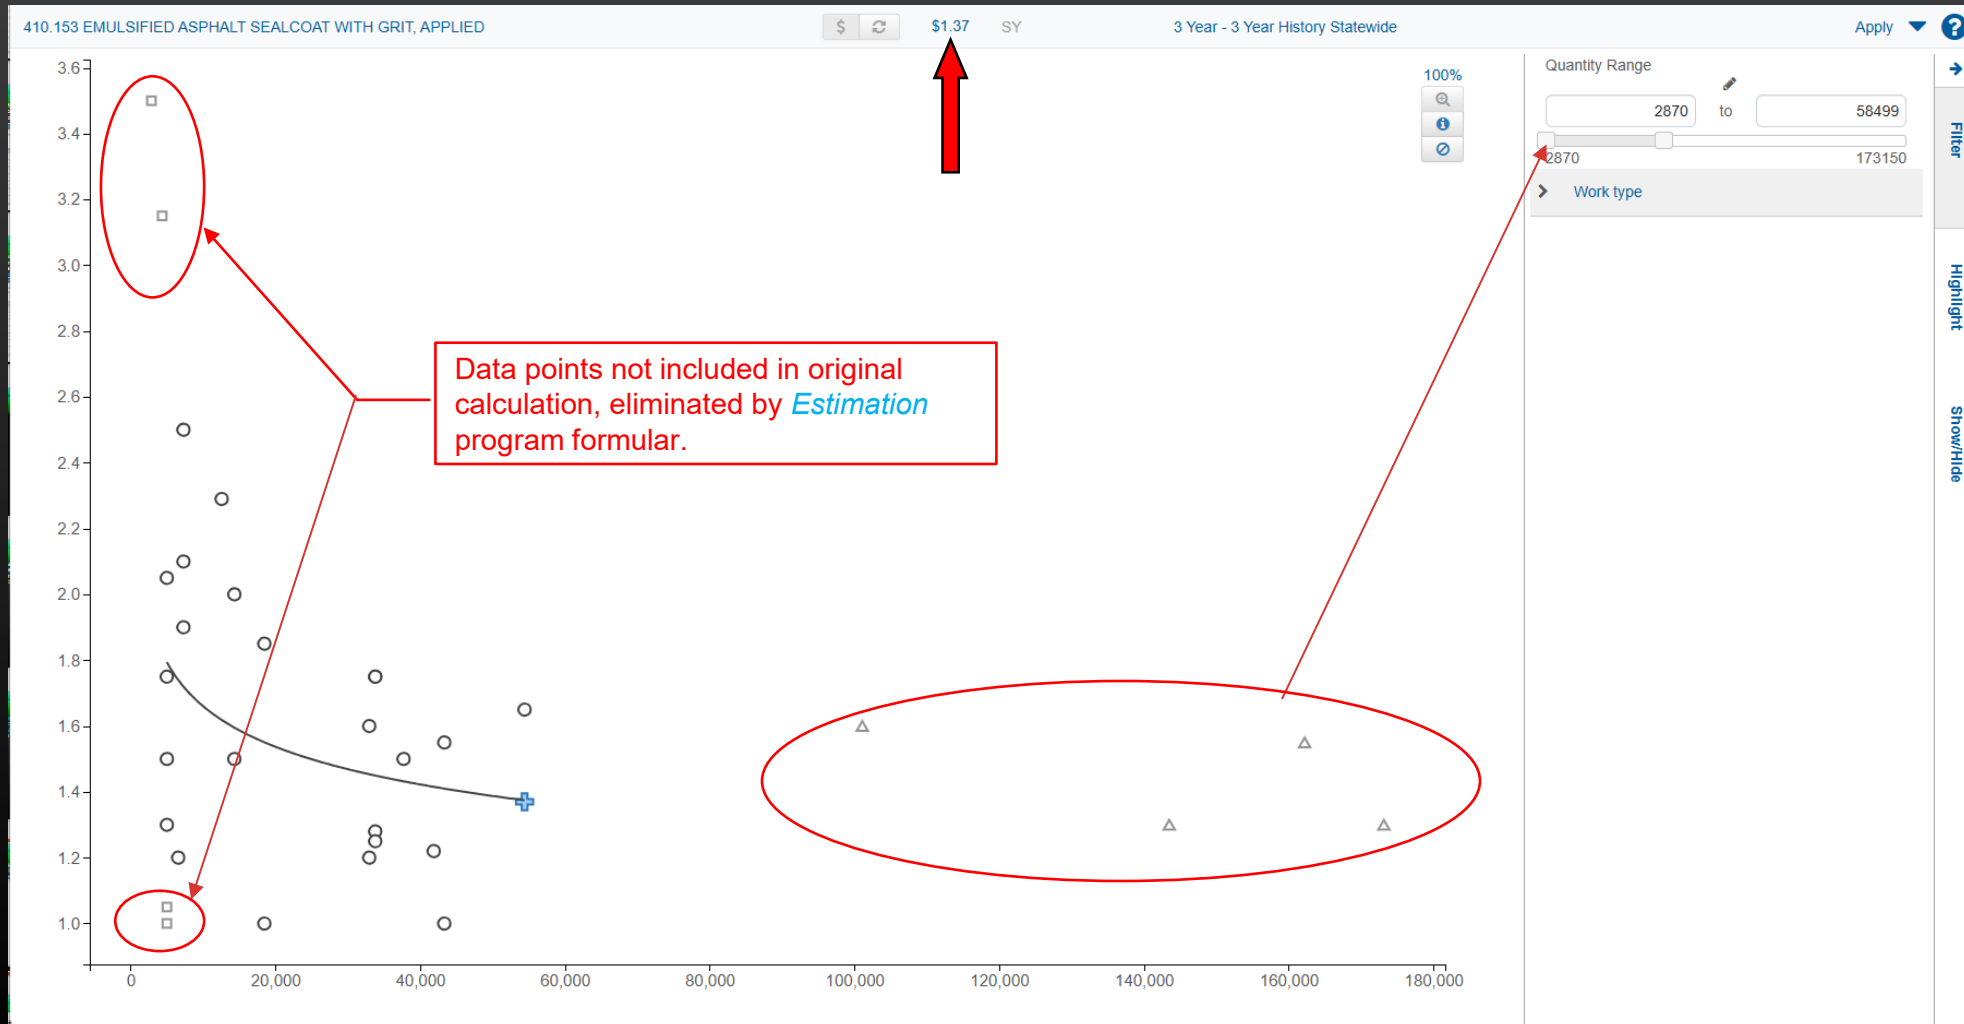 410.153 EMULSIFIED ASPHALT SEALCOAT WITH GRIT, APPLIED
$
$1.37
SY
3 Year - 3 Year History Statewide
Apply
?
3.6
3.4
3.2
3.0
2.8
2.6
2.4
2.2
2.0
1.8
1.6
1.4
1.2
1.0
0
20,000
40,000
60,000
80,000
100,000
120,000
140,000
160,000
180,000
100%
Data points not included in original
calculation, eliminated by Estimation
program formular.
Quantity Range
2870 to 58499
2870 173150
Work type
Filter
Highlight
Show/Hide